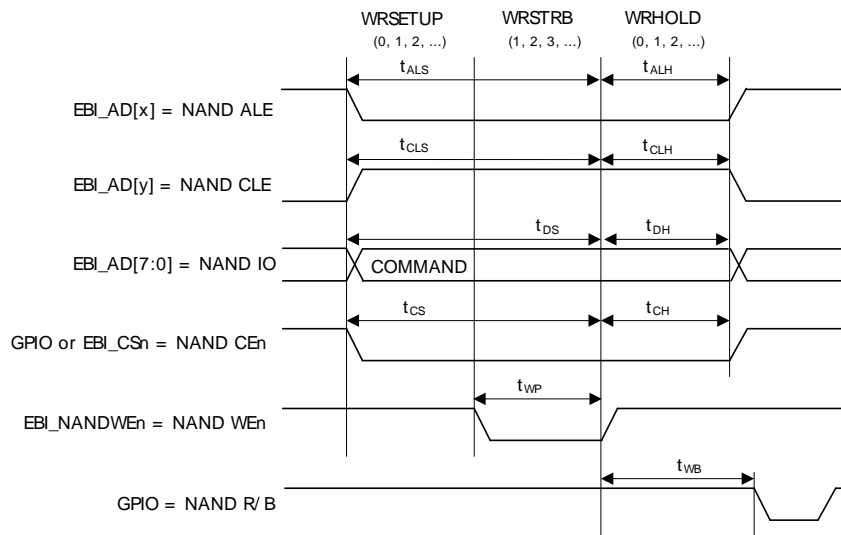 WRSETUP WRSTRB WRHOLD
(0, 1, 2, ...) (1, 2, 3, ...) (0, 1, 2, ...)
tALS tALH
EBI_AD[x] = NAND ALE
tCLS tCLH
EBI_AD[y] = NAND CLE
tDS tDH
EBI_AD[7:0] = NAND IO COMMAND
tCS tCH
GPIO or EBI_CSn = NAND CEn
tWP
EBI_NANDWEn = NAND WEn
tWB
GPIO = NAND R/B